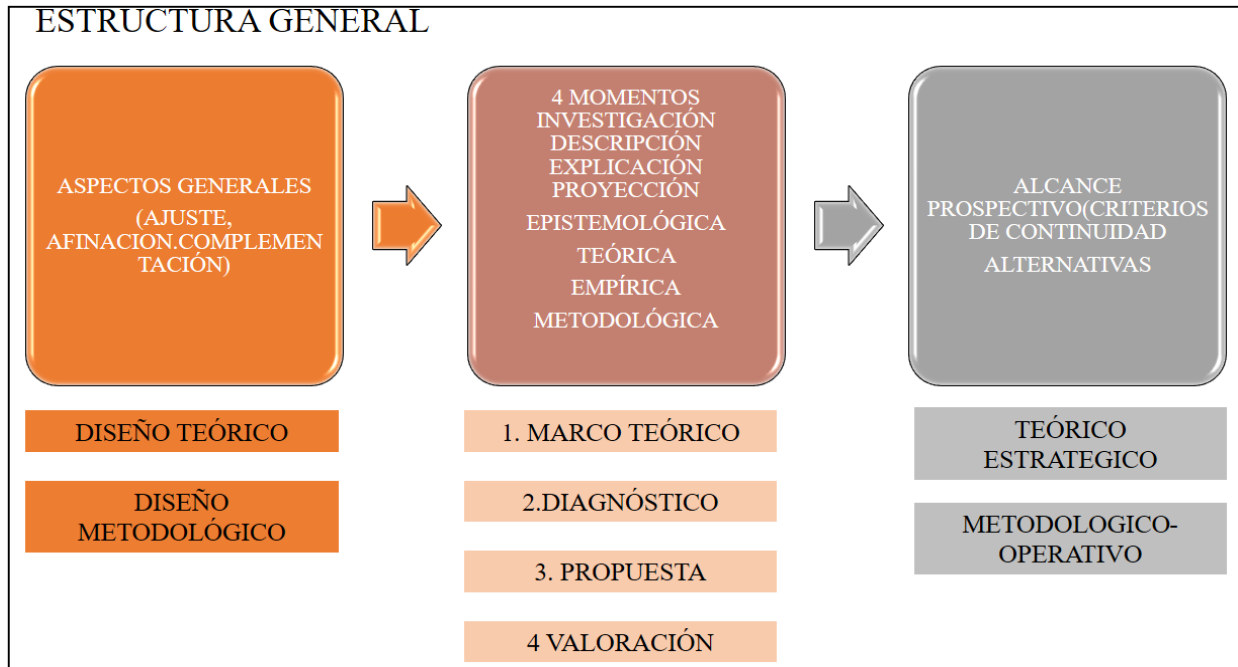 ESTRUCTURA GENERAL
ASPECTOS GENERALES
(AJUSTE,
AFINACION.COMPLEMEN
TACIÓN)
DISEÑO TEÓRICO
DISEÑO
METODOLÓGICO
4 MOMENTOS
INVESTIGACIÓN
DESCRIPCIÓN
EXPLICACIÓN
PROYECCIÓN
EPISTEMOLÓGICA
TEÓRICA
EMPÍRICA
METODOLÓGICA
1. MARCO TEÓRICO
2.DIAGNÓSTICO
3. PROPUESTA
4 VALORACIÓN
ALCANCE
PROSPECTIVO(CRITERIOS
DE CONTINUIDAD
ALTERNATIVAS
TEÓRICO
ESTRATEGICO
METODOLOGICO-
OPERATIVO